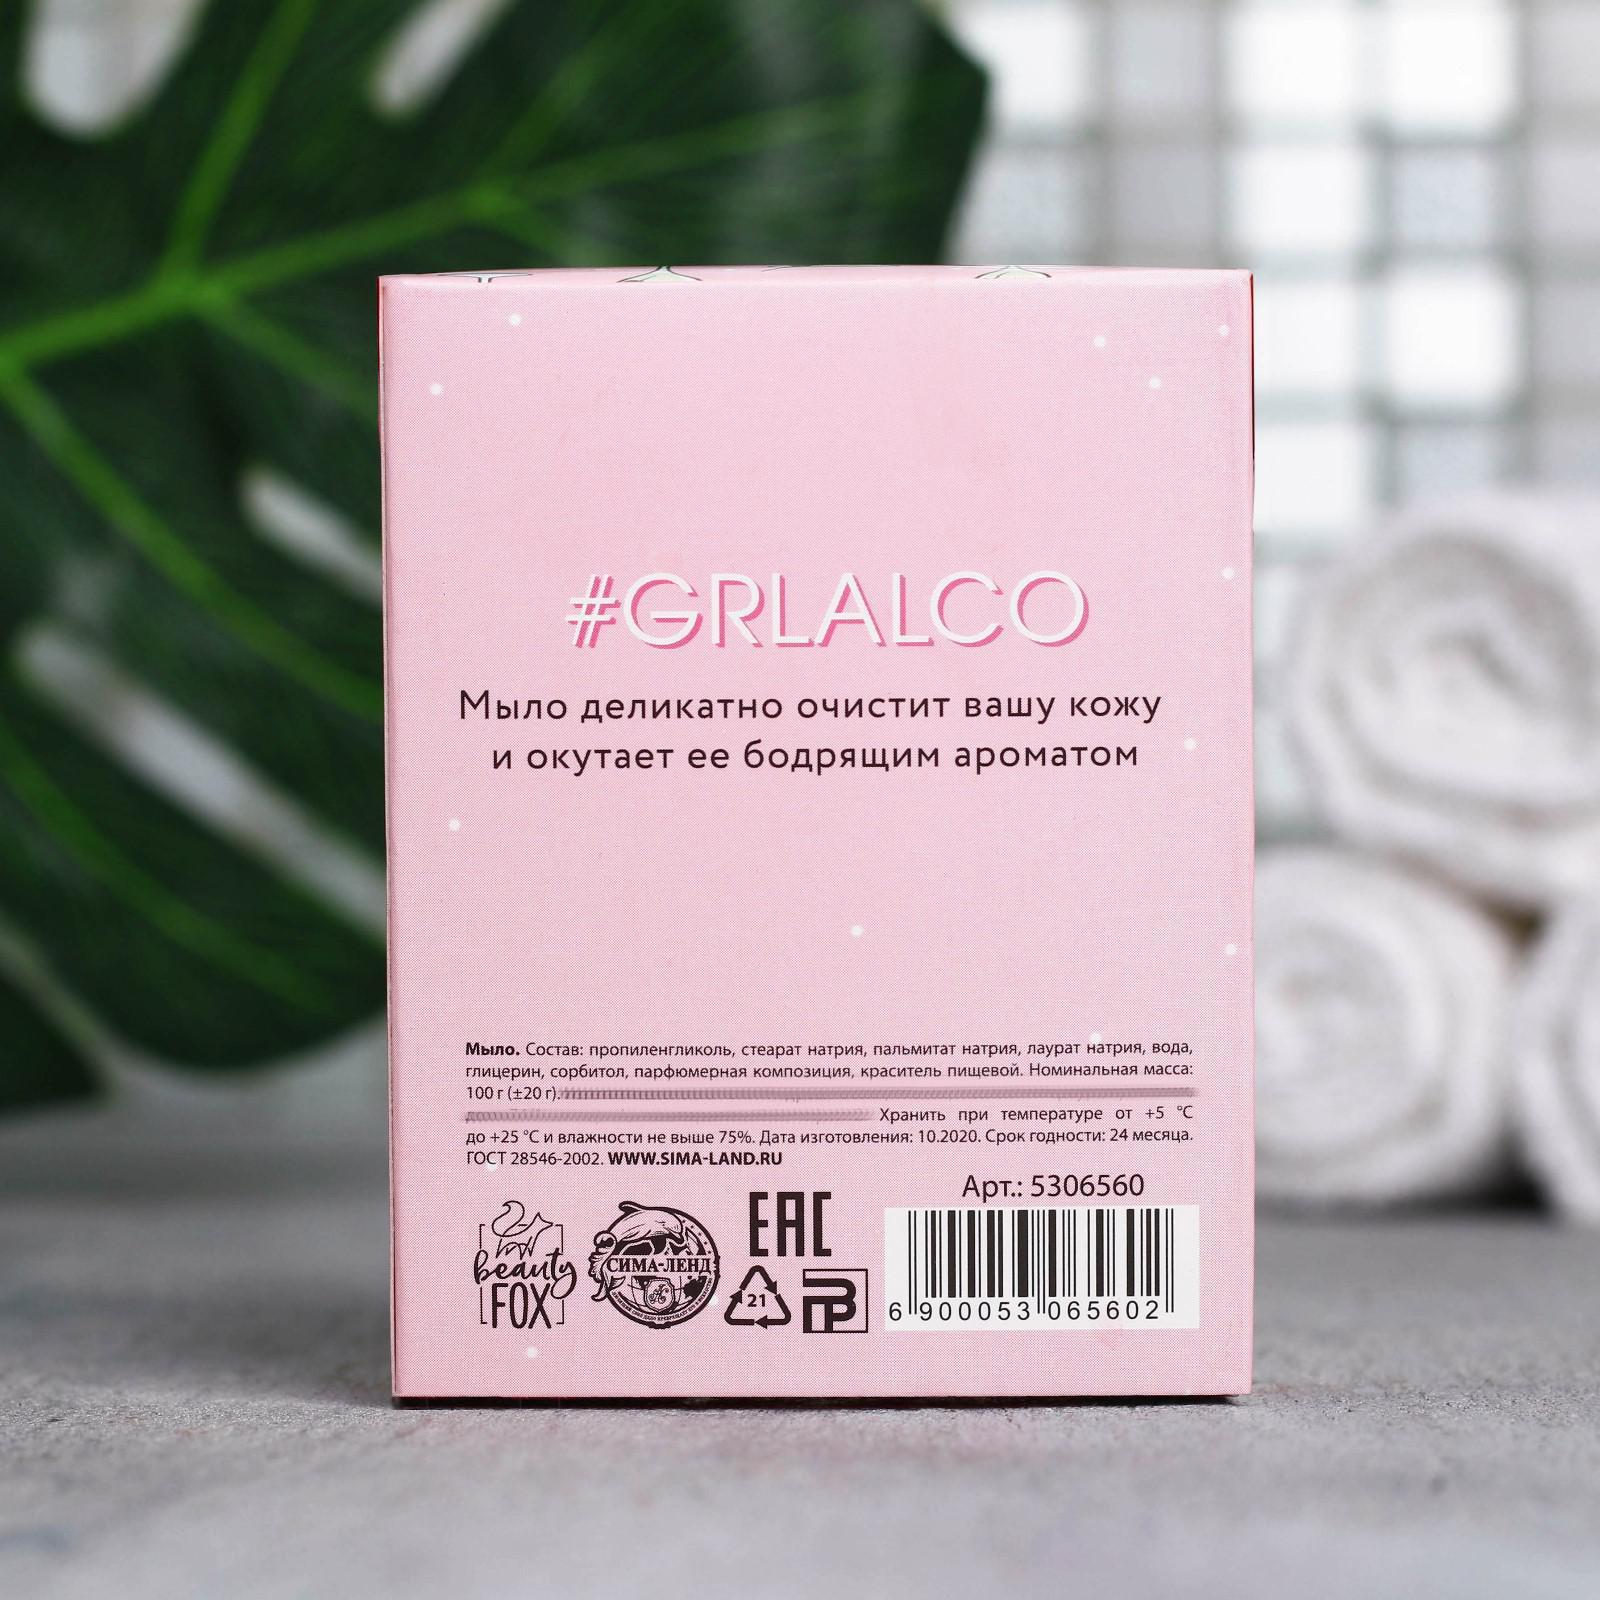 #GRLALCO
Мыло деликатно очистит вашу кожу
и окутает ее бодрящим ароматом
Мыло. Состав: пропиленгликоль, стеарат натрия, пальмитат натрия, лаурат натрия, вода,
глицерин, сорбитол, парфюмерная композиция, краситель пищевой. Номинальная масса:
100 г (±20 г).
Хранить при температуре от +5 °С
до +25 °С и влажности не выше 75%. Дата изготовления: 10.2020. Срок годности: 24 месяца.
ГОСТ 28546-2002. WWW.SIMA-LAND.RU
Арт.: 5306560
beauty
FOX
СИМА-ЛЕНД
EAC
21
ПВ
6 900053 065602